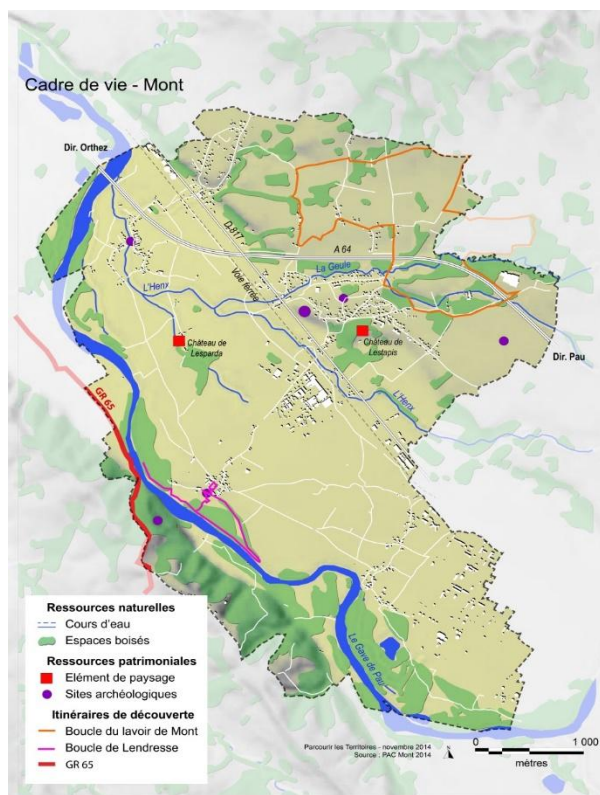 Cadre de vie - Mont
Dir. Orthez
D 817
A 64
La Geule
L'Henx
Voie ferrée
Château de
Lesparda
Château de
Lestapis
Dir. Pau
L'Henx
GR 65
Le Gave de Pau
Ressources naturelles
Cours d'eau
Espaces boisés
Ressources patrimoniales
Elément de paysage
Sites archéologiques
Itinéraires de découverte
Boucle du lavoir de Mont
Boucle de Lendresse
GR 65
Parcourir les Territoires - novembre 2014
Source : PAC Mont 2014
N
0 1 000
mètres